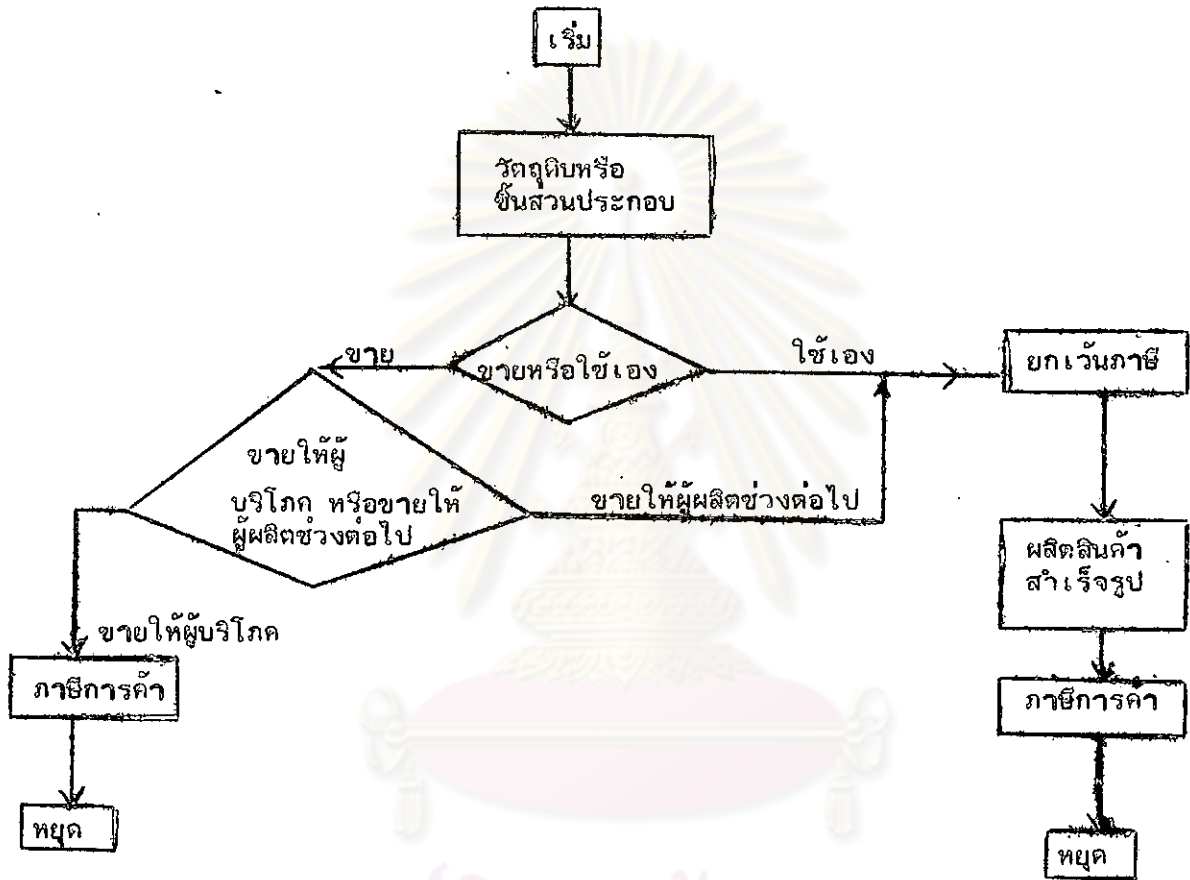 เริ่ม
วัตถุดิบหรือ
ชิ้นส่วนประกอบ
ขาย
ขายหรือใช้เอง
ใช้เอง
ยกเว้นภาษี
ขายให้ผู้
บริโภค หรือขายให้
ผู้ผลิตช่วงต่อไป
ขายให้ผู้ผลิตช่วงต่อไป
ผลิตสินค้า
สำเร็จรูป
ขายให้ผู้บริโภค
ภาษีการค้า
ภาษีการค้า
หยุด
หยุด